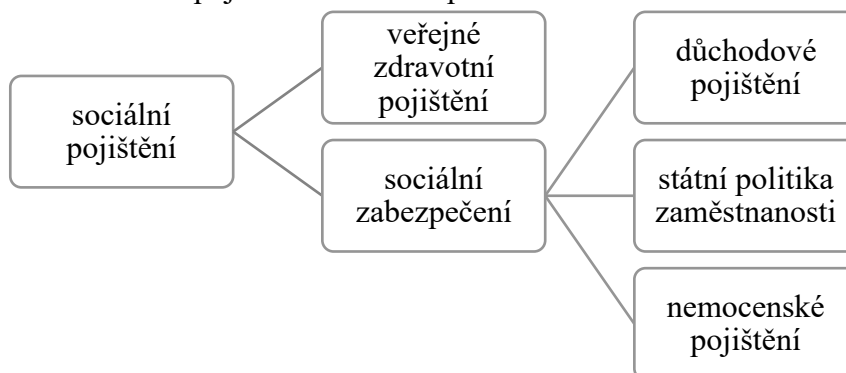 sociální
pojištění
veřejné
zdravotní
pojištění
sociální
zabezpečení
důchodové
pojištění
státní politika
zaměstnanosti
nemocenské
pojištění